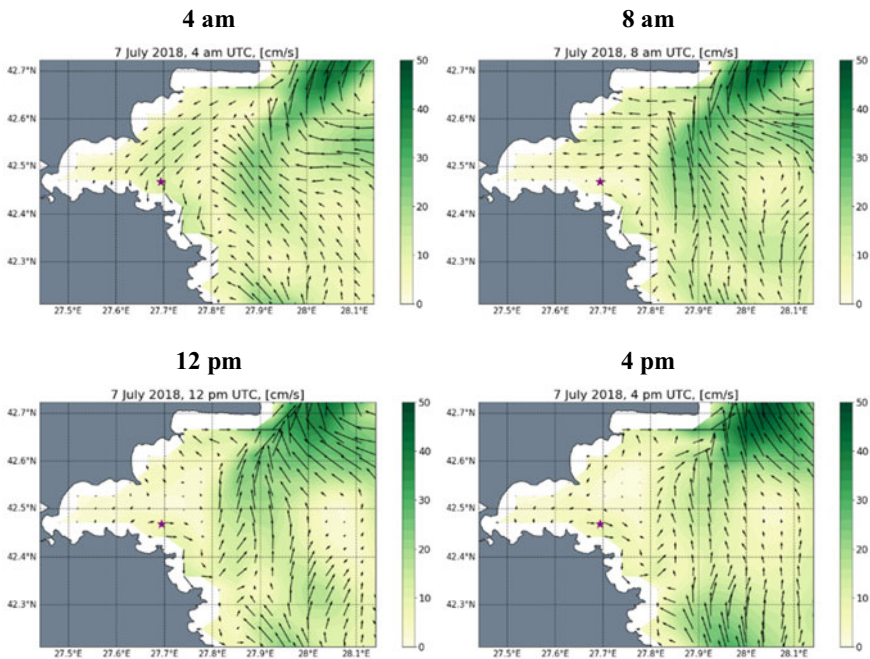 4 am
8 am
7 July 2018, 4 am UTC, [cm/s]
42.7°N
42.6°N
42.5°N
42.4°N
42.3°N
27.5°E 27.6°E 27.7°E 27.8°E 27.9°E 28°E 28.1°E
50
40
30
20
10
0
7 July 2018, 8 am UTC, [cm/s]
42.7°N
42.6°N
42.5°N
42.4°N
42.3°N
27.5°E 27.6°E 27.7°E 27.8°E 27.9°E 28°E 28.1°E
50
40
30
20
10
0
12 pm
4 pm
7 July 2018, 12 pm UTC, [cm/s]
42.7°N
42.6°N
42.5°N
42.4°N
42.3°N
27.5°E 27.6°E 27.7°E 27.8°E 27.9°E 28°E 28.1°E
50
40
30
20
10
0
7 July 2018, 4 pm UTC, [cm/s]
42.7°N
42.6°N
42.5°N
42.4°N
42.3°N
27.5°E 27.6°E 27.7°E 27.8°E 27.9°E 28°E 28.1°E
50
40
30
20
10
0